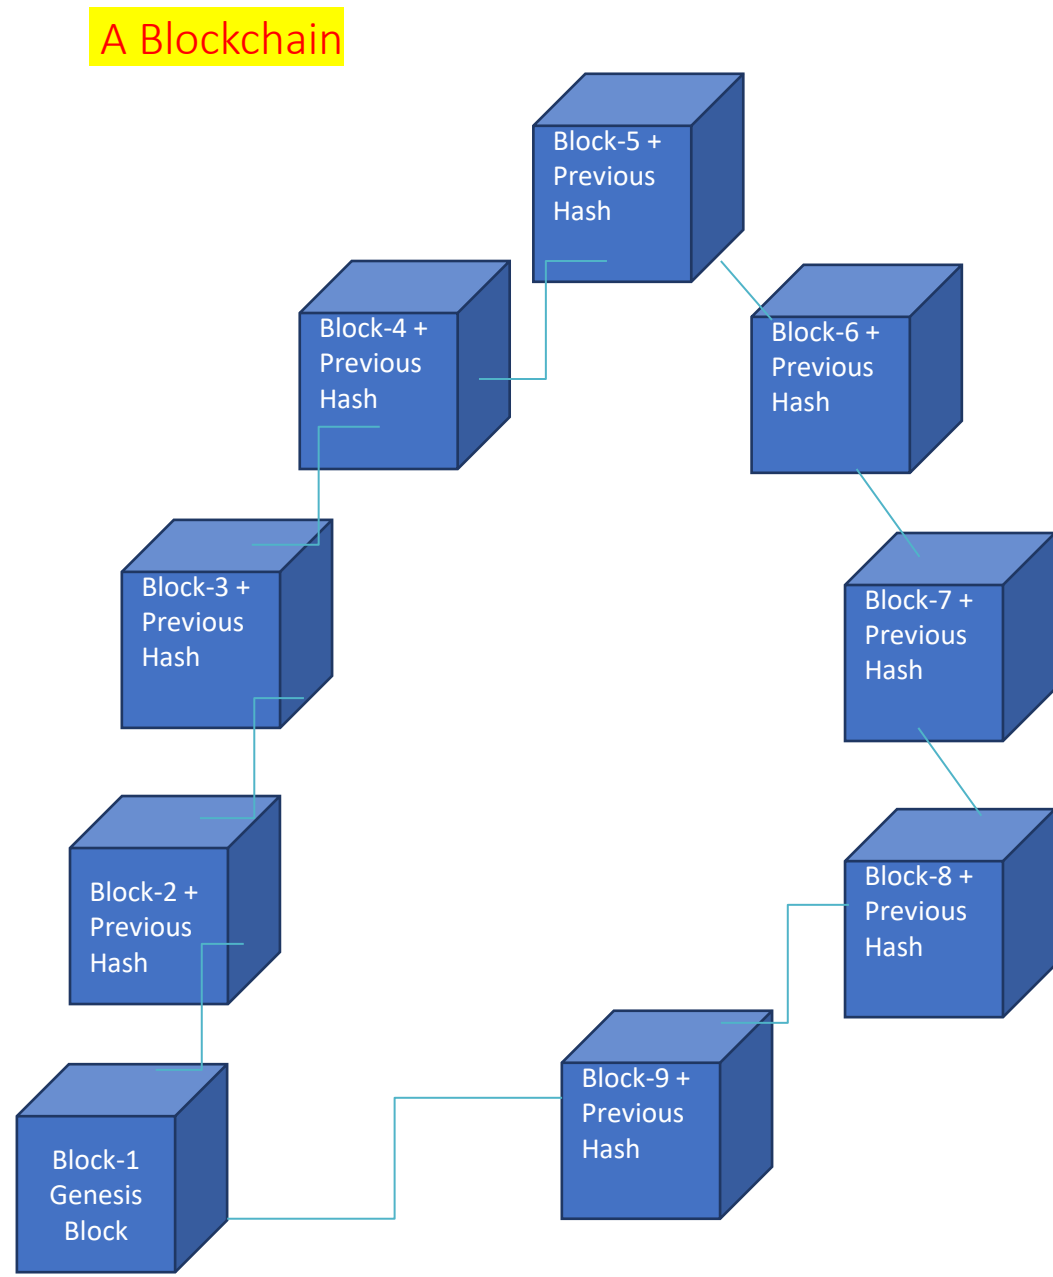 A Blockchain
Block-5 +
Previous
Hash
Block-4 +
Previous
Hash
Block-6 +
Previous
Hash
Block-3 +
Previous
Hash
Block-7 +
Previous
Hash
Block-2 +
Previous
Hash
Block-8 +
Previous
Hash
Block-9 +
Previous
Hash
Block-1
Genesis
Block